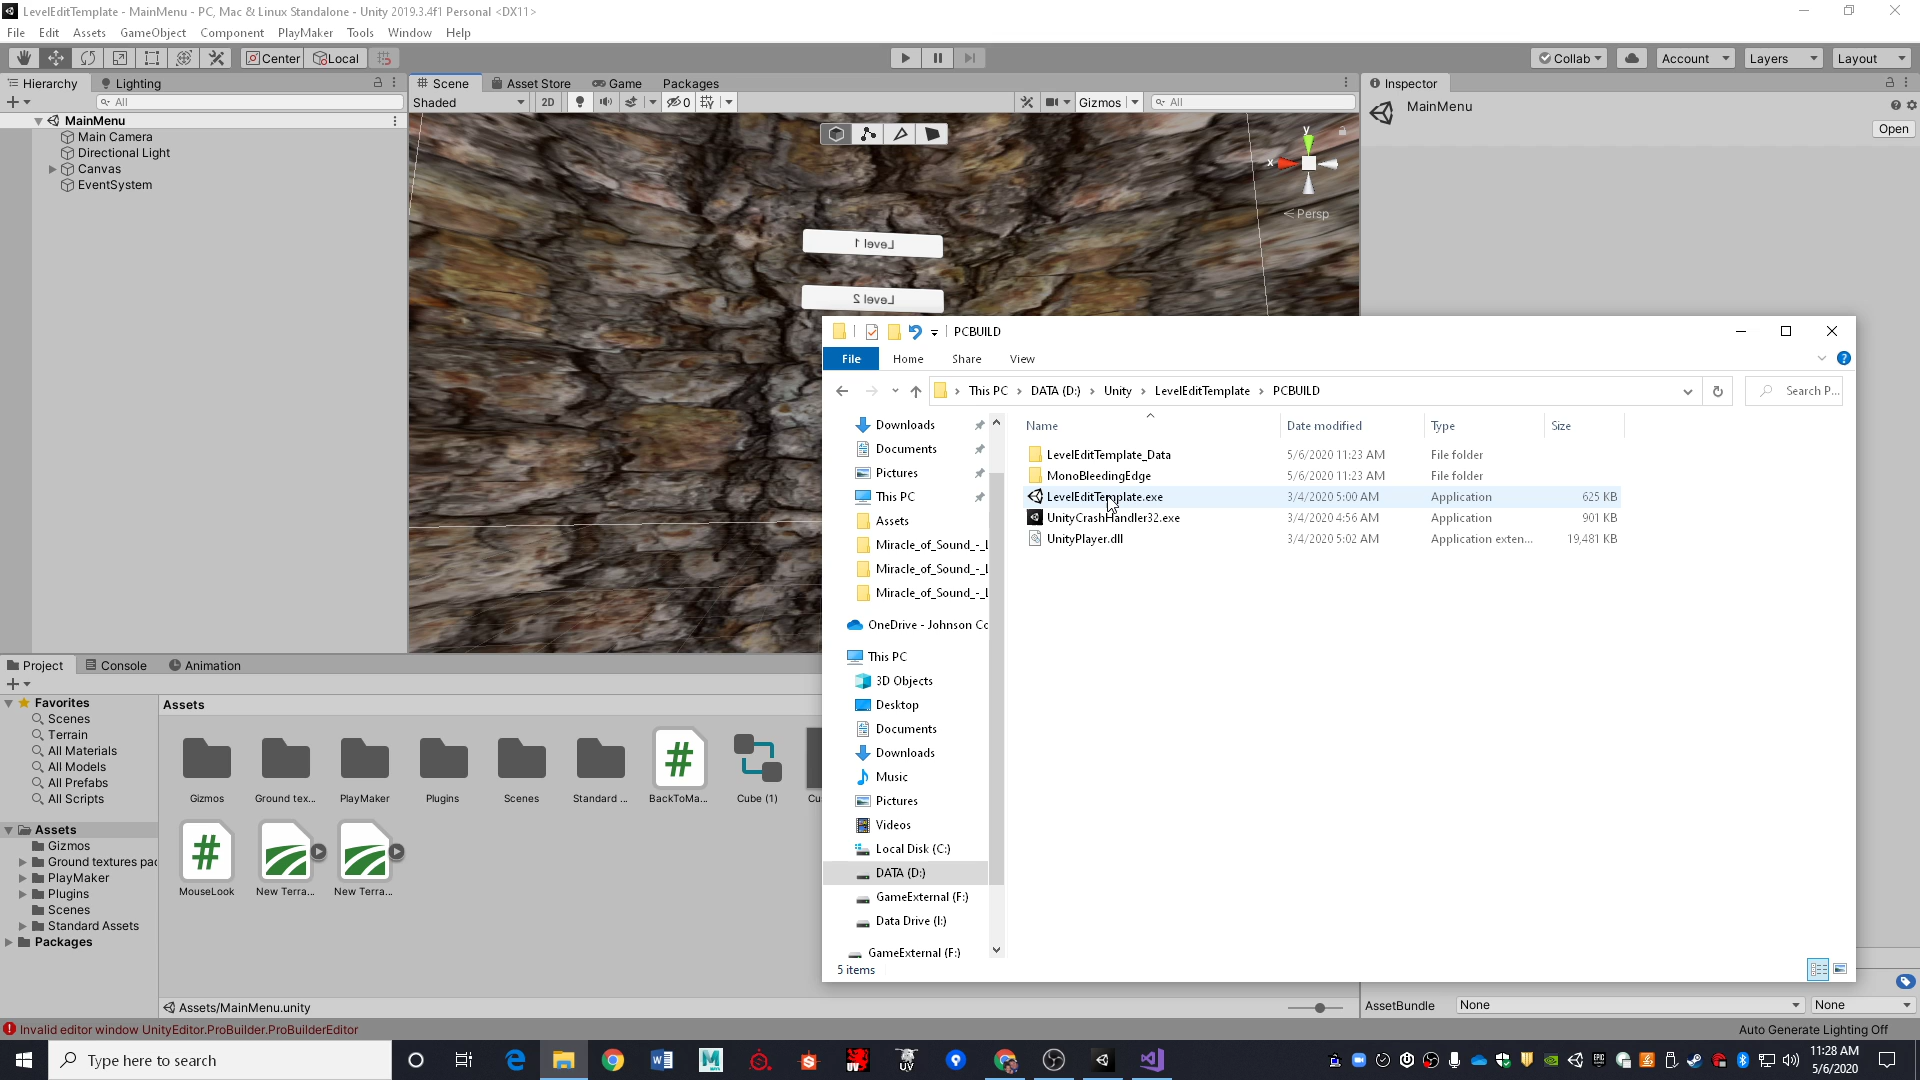 LevelEditTemplate - MainMenu - PC, Mac & Linux Standalone - Unity 2019.3.4f1 Personal <DX11>
File Edit Assets GameObject Component PlayMaker Tools Window Help
Center Local Collab Account Layers Layout
Hierarchy Lighting Scene Asset Store Game Packages Inspector
All Shaded 2D 0 Gizmos All
MainMenu
Open
MainMenu
Main Camera
Directional Light
Canvas
EventSystem
y
x
Persp
Level 1
Level 2
PCBUILD
File Home Share View
This PC DATA (D:) Unity LevelEditTemplate PCBUILD
Search P...
Name Date modified Type Size
LevelEditTemplate_Data 5/6/2020 11:23 AM File folder
MonoBleedingEdge 5/6/2020 11:23 AM File folder
LevelEditTemplate.exe 3/4/2020 5:00 AM Application 625 KB
UnityCrashHandler32.exe 3/4/2020 4:56 AM Application 901 KB
UnityPlayer.dll 3/4/2020 5:02 AM Application exten... 19,481 KB
Downloads
Documents
Pictures
This PC
Assets
Miracle_of_Sound_-_
Miracle_of_Sound_-_
Miracle_of_Sound_-_
OneDrive - Johnson Cc
This PC
3D Objects
Desktop
Documents
Downloads
Music
Pictures
Videos
Local Disk (C:)
DATA (D:)
GameExternal (F:)
Data Drive (I:)
GameExternal (F:)
5 items
Project Console Animation
Favorites
Scenes
Terrain
All Materials
All Models
All Prefabs
All Scripts
Assets
Gizmos
Ground textures pac
PlayMaker
Plugins
Scenes
Standard Assets
Packages
Assets
Gizmos Ground tex... PlayMaker Plugins Scenes Standard ... BackToMa... Cube (1) Cu
MouseLook New Terra... New Terra...
Assets/MainMenu.unity
AssetBundle None None
Invalid editor window UnityEditor.ProBuilder.ProBuilderEditor
Auto Generate Lighting Off
Type here to search
11:28 AM
5/6/2020